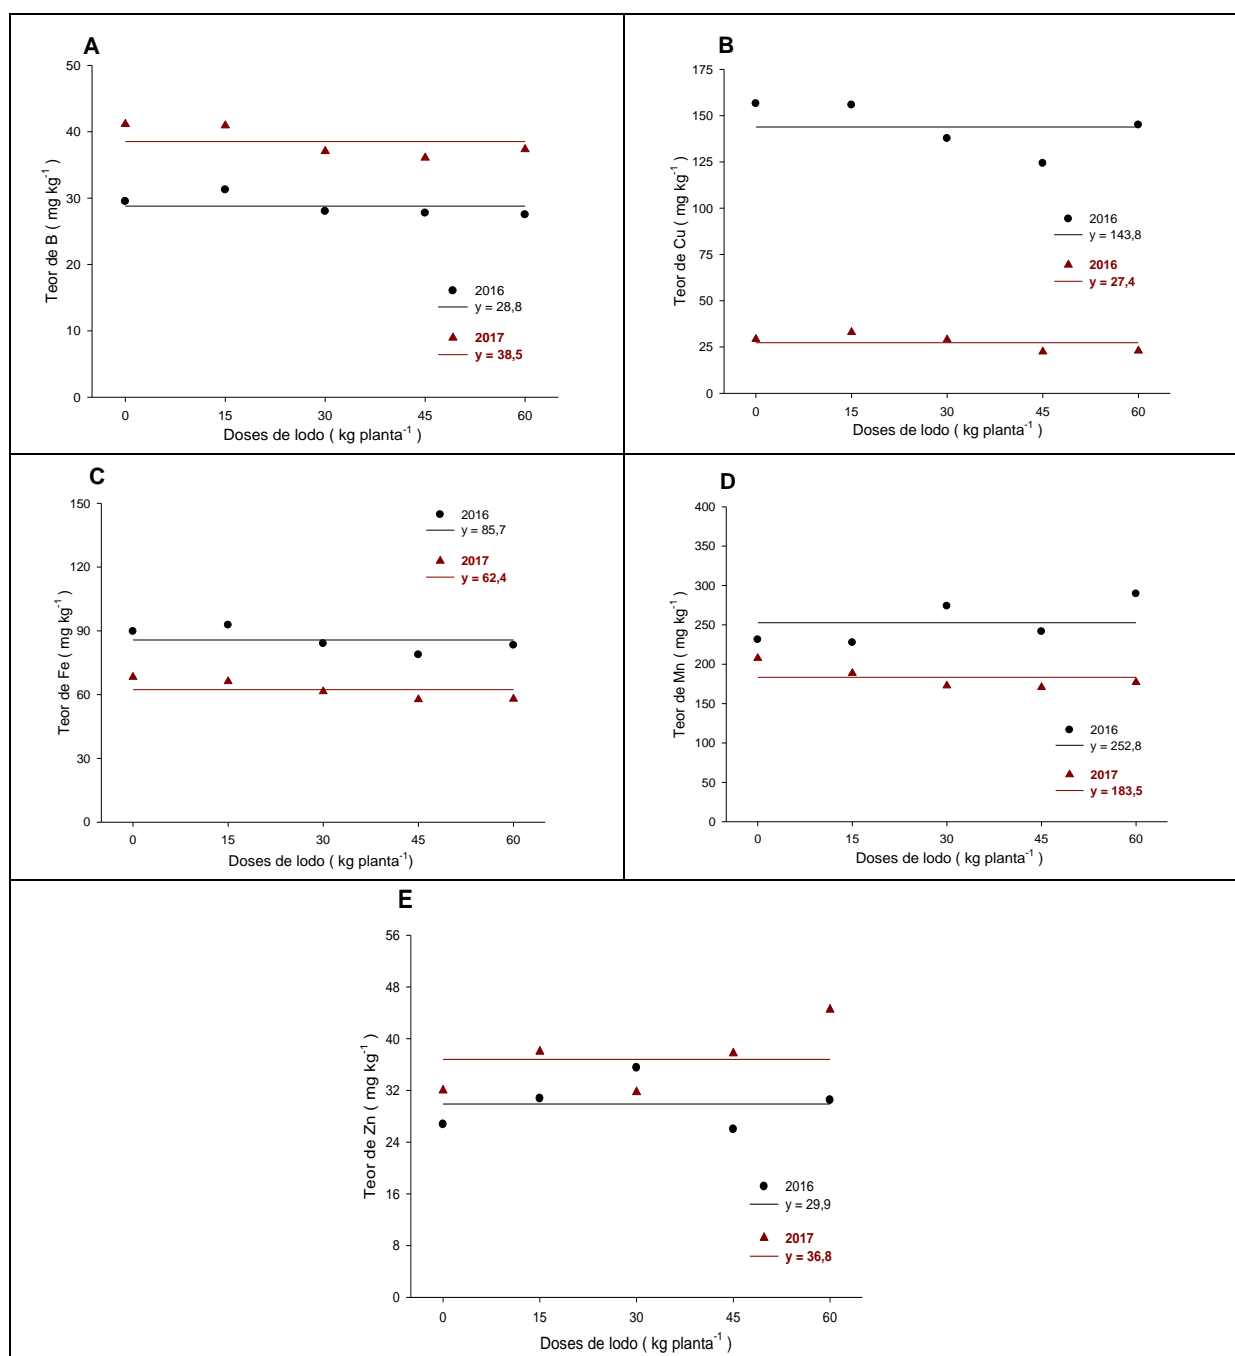 A
50
40
30
20
10
0
Teor de B ( mg kg⁻¹ )
2016
y = 28,8
2017
y = 38,5
0 15 30 45 60
Doses de lodo ( kg planta⁻¹ )
B
175
150
125
100
75
50
25
0
Teor de Cu ( mg kg⁻¹ )
2016
y = 143,8
2016
y = 27,4
0 15 30 45 60
Doses de lodo ( kg planta⁻¹ )
C
150
120
90
60
30
0
Teor de Fe ( mg kg⁻¹ )
2016
y = 85,7
2017
y = 62,4
0 15 30 45 60
Doses de lodo ( kg planta⁻¹)
D
400
350
300
250
200
150
100
50
0
Teor de Mn ( mg kg⁻¹ )
2016
y = 252,8
2017
y = 183,5
0 15 30 45 60
Doses de lodo ( kg planta⁻¹ )
E
56
48
40
32
24
16
8
0
Teor de Zn ( mg kg⁻¹ )
2016
y = 29,9
2017
y = 36,8
0 15 30 45 60
Doses de lodo ( kg planta⁻¹ )